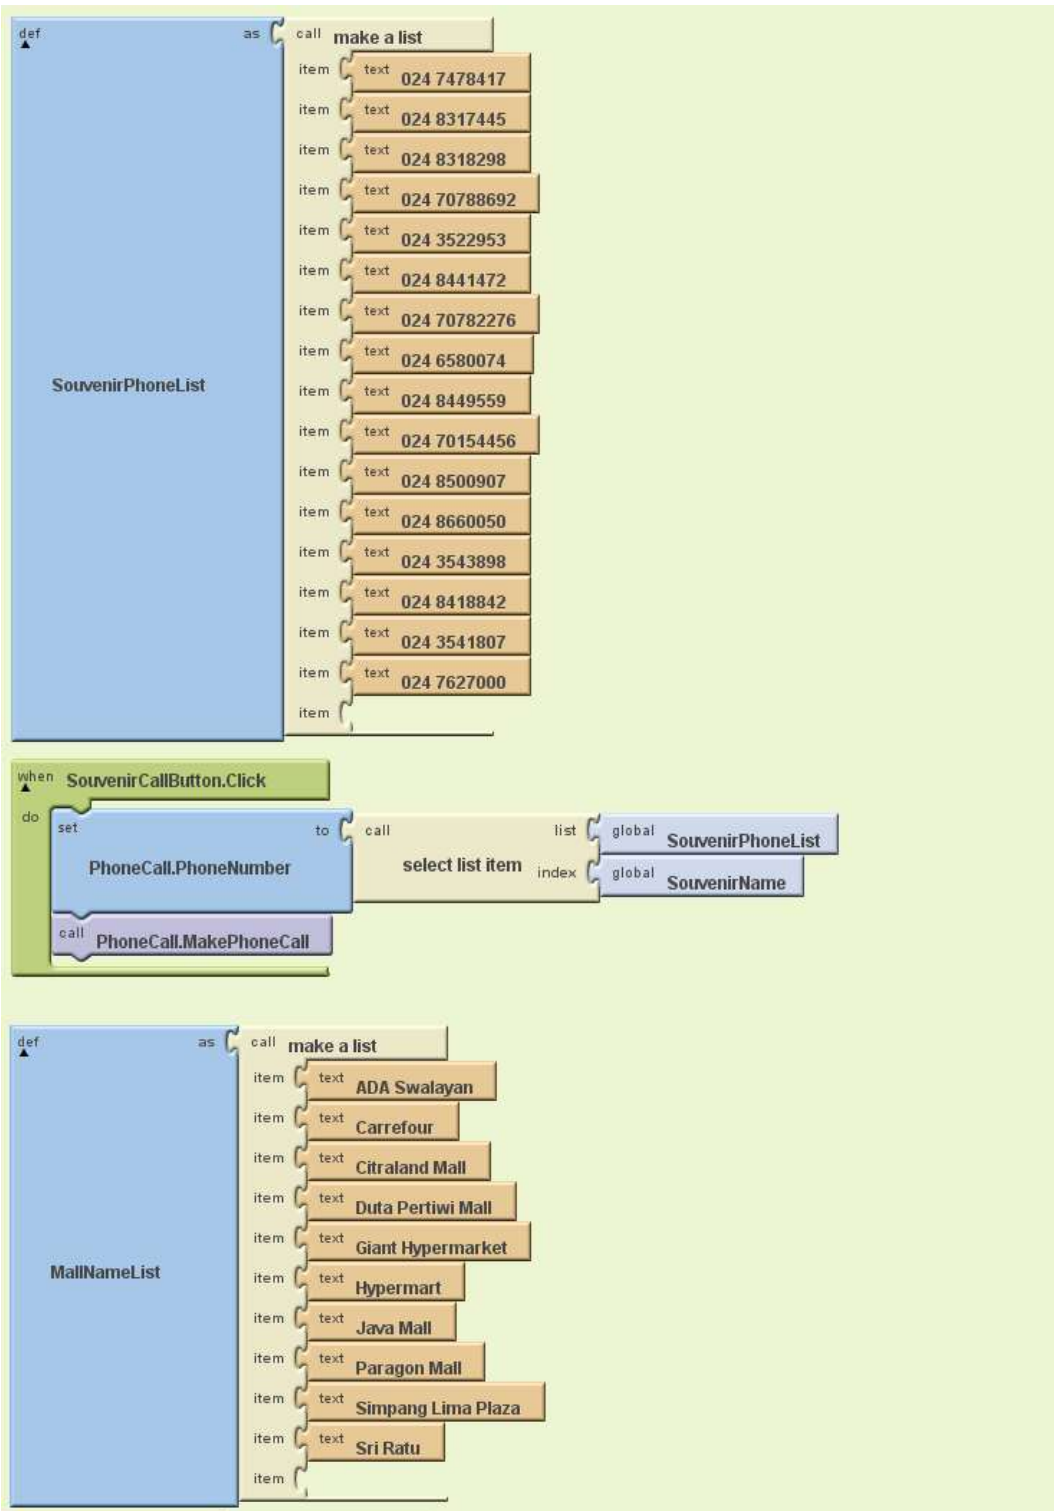 def as call make a list
item text 024 7478417
item text 024 8317445
item text 024 8318298
item text 024 70788692
item text 024 3522953
item text 024 8441472
item text 024 70782276
item text 024 6580074
SouvenirPhoneList
item text 024 8449559
item text 024 70154456
item text 024 8500907
item text 024 8660050
item text 024 3543898
item text 024 8418842
item text 024 3541807
item text 024 7627000
item
when SouvenirCallButton.Click
do
set to call list global SouvenirPhoneList
PhoneCall.PhoneNumber select list item index global SouvenirName
call PhoneCall.MakePhoneCall
def as call make a list
item text ADA Swalayan
item text Carrefour
item text Citraland Mall
item text Duta Pertiwi Mall
item text Giant Hypermarket
MallNameList
item text Hypermart
item text Java Mall
item text Paragon Mall
item text Simpang Lima Plaza
item text Sri Ratu
item